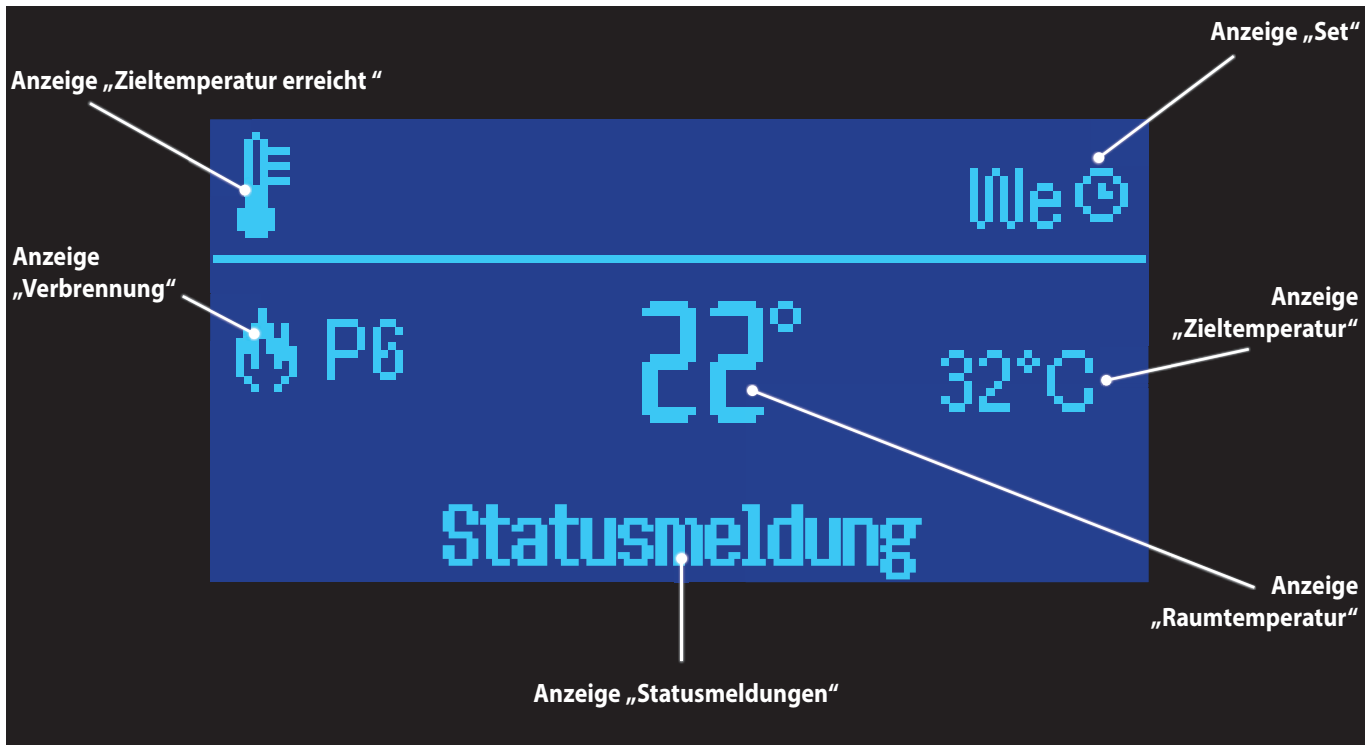 Anzeige „Set“
Anzeige „Zieltemperatur erreicht “
We
Anzeige
„Verbrennung“
P6
22°
32°C
Anzeige
„Zieltemperatur“
Statusmeldung
Anzeige
„Raumtemperatur“
Anzeige „Statusmeldungen“